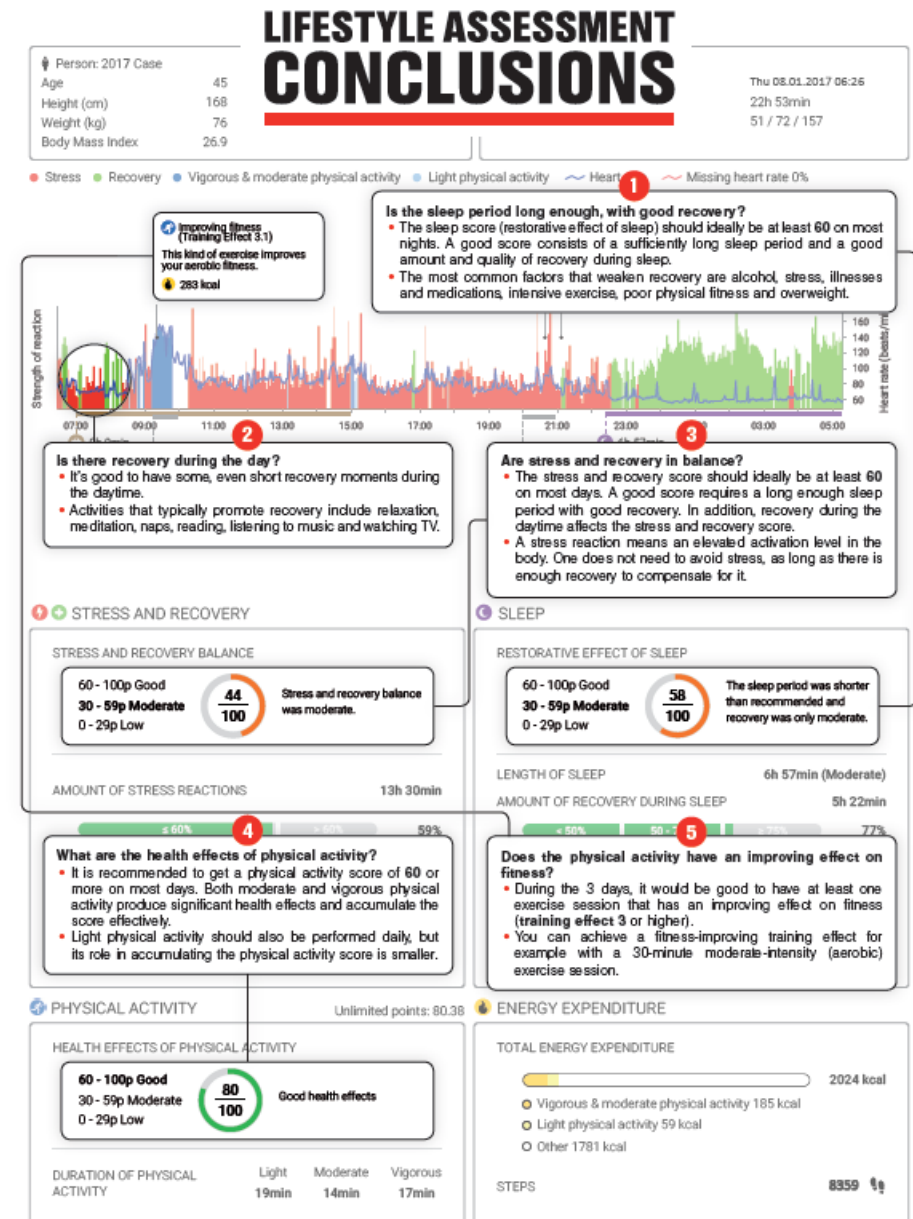 LIFESTYLE ASSESSMENT
CONCLUSIONS
Person: 2017 Case
Age 45
Height (cm) 168
Weight (kg) 76
Body Mass Index 26.9
Thu 08.01.2017 06:26
22h 53min
51 / 72 / 157
Stress Recovery Vigorous & moderate physical activity Light physical activity Heart Missing heart rate 0%
Improving fitness
(Training Effect 3.1)
This kind of exercise improves
your aerobic fitness.
283 kcal
1
Is the sleep period long enough, with good recovery?
• The sleep score (restorative effect of sleep) should ideally be at least 60 on most
nights. A good score consists of a sufficiently long sleep period and a good
amount and quality of recovery during sleep.
• The most common factors that weaken recovery are alcohol, stress, illnesses
and medications, intensive exercise, poor physical fitness and overweight.
Strength of reaction
160
140
120
100
80
60
Heart rate (beats/mi
07:00 09:00 11:00 13:00 15:00 17:00 19:00 21:00 23:00 03:00 05:00
2
Is there recovery during the day?
• It's good to have some, even short recovery moments during
the daytime.
• Activities that typically promote recovery include relaxation,
meditation, naps, reading, listening to music and watching TV.
3
Are stress and recovery in balance?
• The stress and recovery score should ideally be at least 60
on most days. A good score requires a long enough sleep
period with good recovery. In addition, recovery during the
daytime affects the stress and recovery score.
• A stress reaction means an elevated activation level in the
body. One does not need to avoid stress, as long as there is
enough recovery to compensate for it.
STRESS AND RECOVERY
STRESS AND RECOVERY BALANCE
60 - 100p Good
30 - 59p Moderate
0 - 29p Low
44
100
Stress and recovery balance
was moderate.
AMOUNT OF STRESS REACTIONS 13h 30min
≤ 60% > 60% 59%
SLEEP
RESTORATIVE EFFECT OF SLEEP
60 - 100p Good
30 - 59p Moderate
0 - 29p Low
58
100
The sleep period was shorter
than recommended and
recovery was only moderate.
LENGTH OF SLEEP 6h 57min (Moderate)
AMOUNT OF RECOVERY DURING SLEEP 5h 22min
< 50% 50 - 77%
4
What are the health effects of physical activity?
• It is recommended to get a physical activity score of 60 or
more on most days. Both moderate and vigorous physical
activity produce significant health effects and accumulate the
score effectively.
• Light physical activity should also be performed daily, but
its role in accumulating the physical activity score is smaller.
5
Does the physical activity have an improving effect on
fitness?
• During the 3 days, it would be good to have at least one
exercise session that has an improving effect on fitness
(training effect 3 or higher).
• You can achieve a fitness-improving training effect for
example with a 30-minute moderate-intensity (aerobic)
exercise session.
PHYSICAL ACTIVITY Unlimited points: 80.38
HEALTH EFFECTS OF PHYSICAL ACTIVITY
60 - 100p Good
30 - 59p Moderate
0 - 29p Low
80
100
Good health effects
DURATION OF PHYSICAL
ACTIVITY
Light Moderate Vigorous
19min 14min 17min
ENERGY EXPENDITURE
TOTAL ENERGY EXPENDITURE
2024 kcal
Vigorous & moderate physical activity 185 kcal
Light physical activity 59 kcal
Other 1781 kcal
STEPS 8359